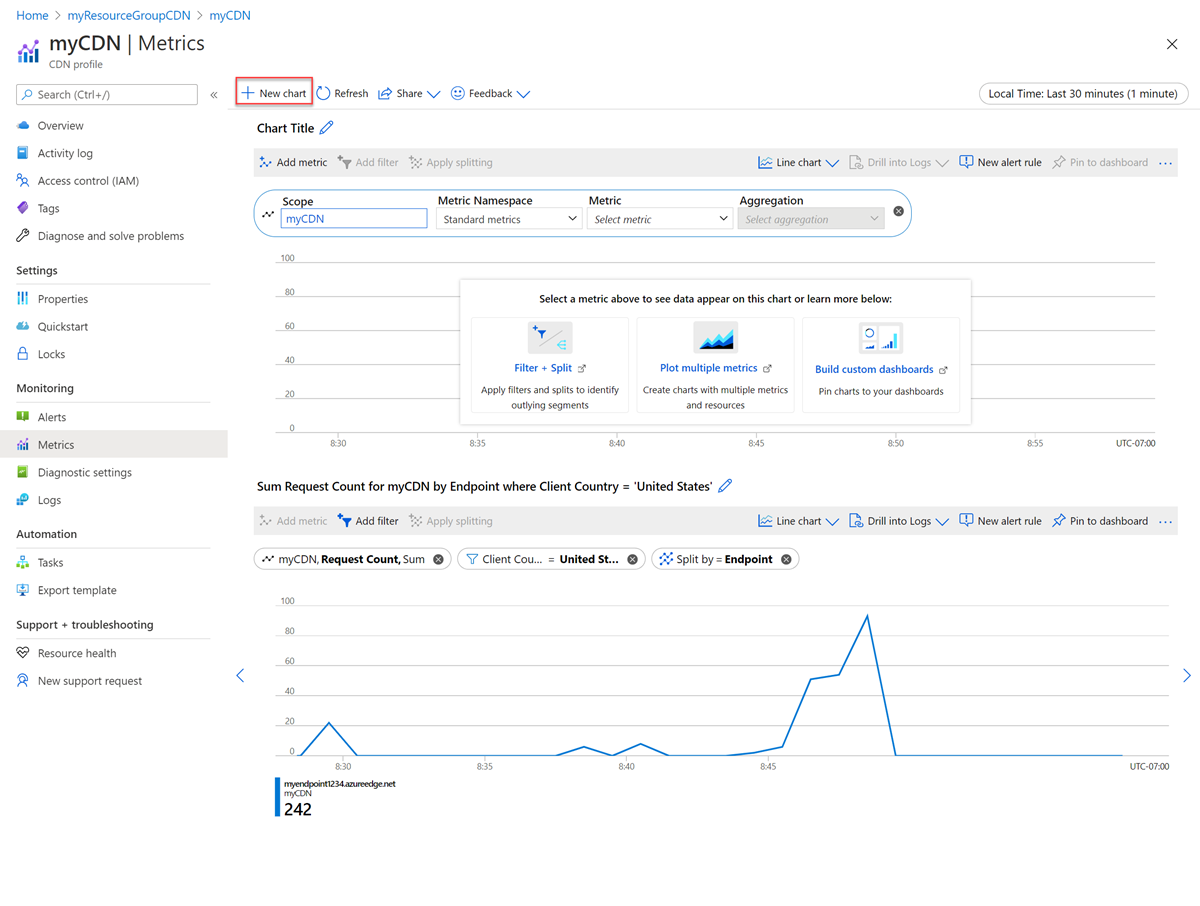 Home > myResourceGroupCDN > myCDN
myCDN | Metrics
CDN profile
Search (Ctrl+/)
«
New chart
Refresh
Share
Feedback
Local Time: Last 30 minutes (1 minute)
Overview
Activity log
Access control (IAM)
Tags
Diagnose and solve problems
Settings
Properties
Quickstart
Locks
Monitoring
Alerts
Metrics
Diagnostic settings
Logs
Automation
Tasks
Export template
Support + troubleshooting
Resource health
New support request
Chart Title
Add metric Add filter Apply splitting Line chart Drill into Logs New alert rule Pin to dashboard ...
Scope Metric Namespace Metric Aggregation
myCDN Standard metrics Select metric Select aggregation
100
80
60
40
20
0
Select a metric above to see data appear on this chart or learn more below:
Filter + Split
Apply filters and splits to identify
outlying segments
Plot multiple metrics
Create charts with multiple metrics
and resources
Build custom dashboards
Pin charts to your dashboards
8:30 8:35 8:40 8:45 8:50 8:55 UTC-07:00
Sum Request Count for myCDN by Endpoint where Client Country = 'United States'
Add metric Add filter Apply splitting Line chart Drill into Logs New alert rule Pin to dashboard ...
myCDN, Request Count, Sum Client Cou... = United St... Split by = Endpoint
100
80
60
40
20
0
8:30 8:35 8:40 8:45 UTC-07:00
myendpoint1234.azureedge.net
myCDN
242